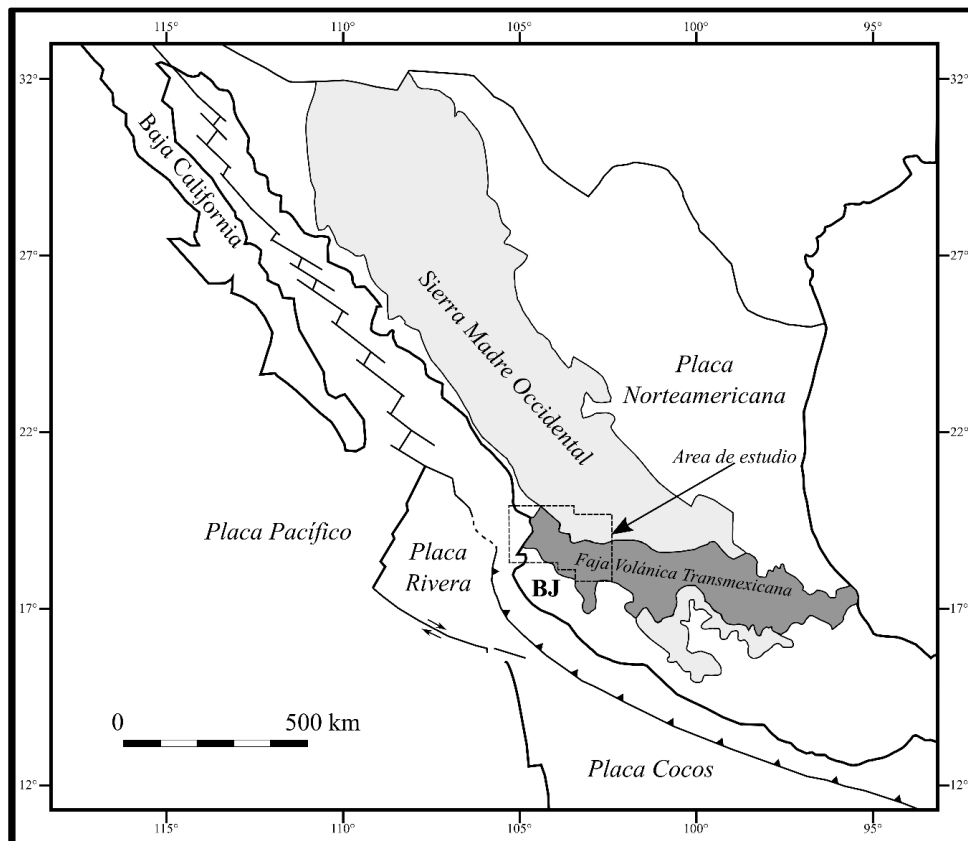 115°
110°
105°
100°
95°
32°
32°
Baja California
27°
27°
Sierra Madre Occidental
Placa
Norteamericana
22°
22°
Area de estudio
Placa Pacífico
Placa
Rivera
Faja Volánica Transmexicana
BJ
17°
17°
0
500 km
Placa Cocos
12°
12°
115°
110°
105°
100°
95°